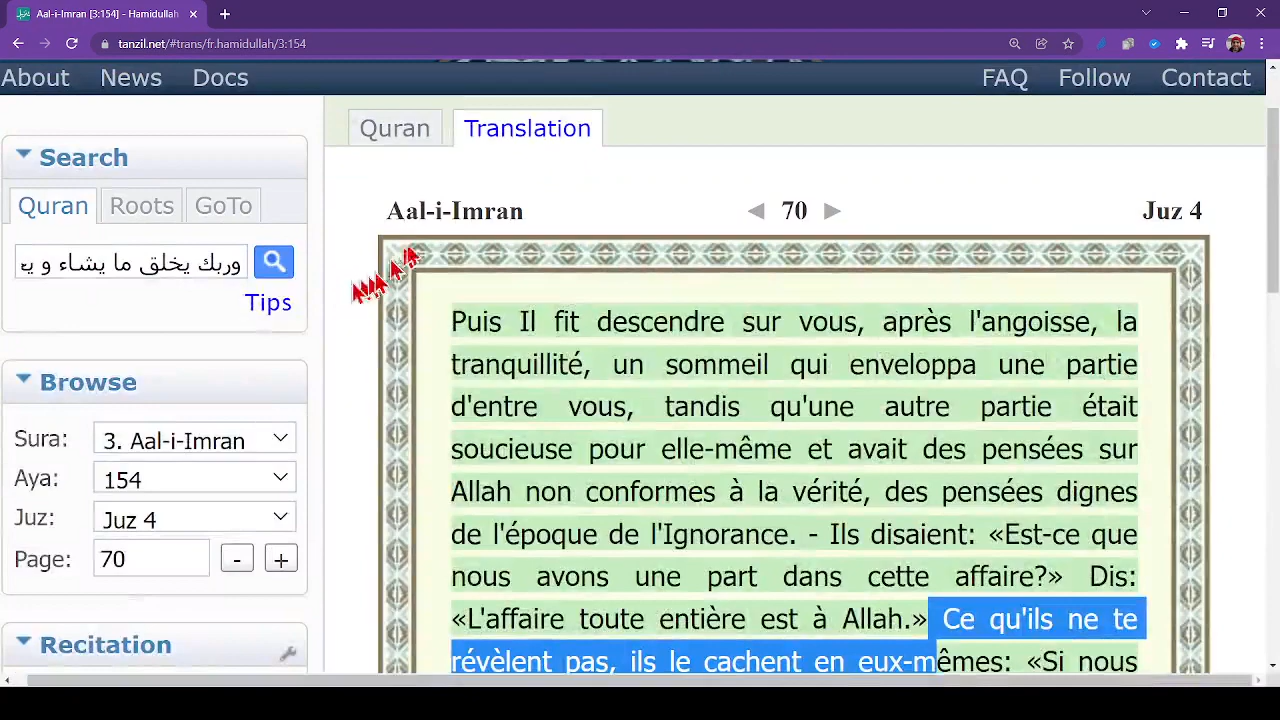 Aal-i-Imran [3:154] - Hamidullah
tanzil.net/#trans/fr.hamidullah/3:154
About News Docs FAQ Follow Contact
Search
Quran Roots GoTo
وربك يخلق ما يشاء و يـ
Tips
Browse
Sura: 3. Aal-i-Imran
Aya: 154
Juz: Juz 4
Page: 70 - +
Recitation
Quran Translation
Aal-i-Imran 70 Juz 4
Puis Il fit descendre sur vous, après l'angoisse, la
tranquillité, un sommeil qui enveloppa une partie
d'entre vous, tandis qu'une autre partie était
soucieuse pour elle-même et avait des pensées sur
Allah non conformes à la vérité, des pensées dignes
de l'époque de l'Ignorance. - Ils disaient: «Est-ce que
nous avons une part dans cette affaire?» Dis:
«L'affaire toute entière est à Allah.» Ce qu'ils ne te
révèlent pas, ils le cachent en eux-mêmes: «Si nous